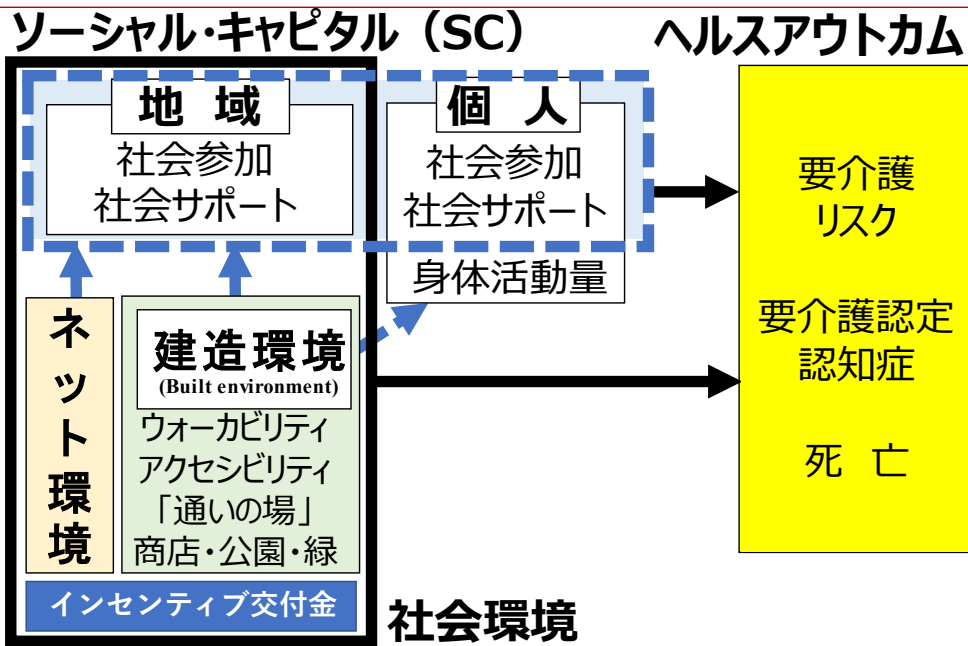 ソーシャル・キャピタル（SC）
ヘルスアウトカム
地 域
社会参加
社会サポート
個 人
社会参加
社会サポート
身体活動量
ネット環境
建造環境
(Built environment)
ウォーカビリティ
アクセシビリティ
「通いの場」
商店・公園・緑
インセンティブ交付金
社会環境
要介護
リスク
要介護認定
認知症
死 亡